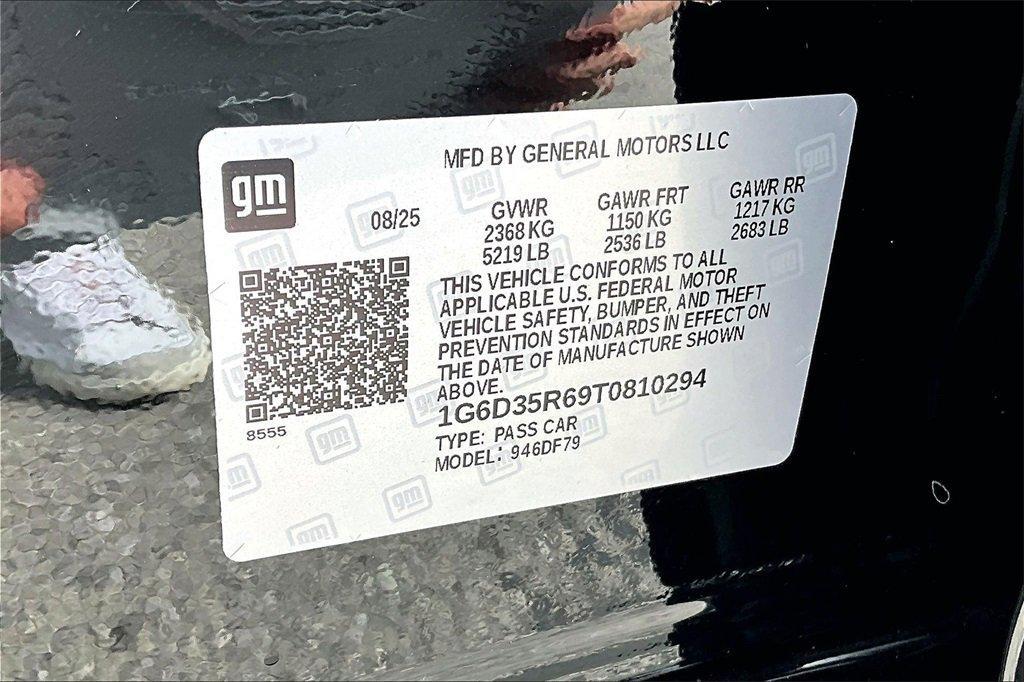 MFD BY GENERAL MOTORS LLC
gm
08/25
GVWR
2368 KG
5219 LB
GAWR FRT
1150 KG
2536 LB
GAWR RR
1217 KG
2683 LB
THIS VEHICLE CONFORMS TO ALL
APPLICABLE U.S. FEDERAL MOTOR
VEHICLE SAFETY, BUMPER, AND THEFT
PREVENTION STANDARDS IN EFFECT ON
THE DATE OF MANUFACTURE SHOWN
ABOVE.
1G6D35R69T0810294
TYPE: PASS CAR
MODEL: 946DF79
8555